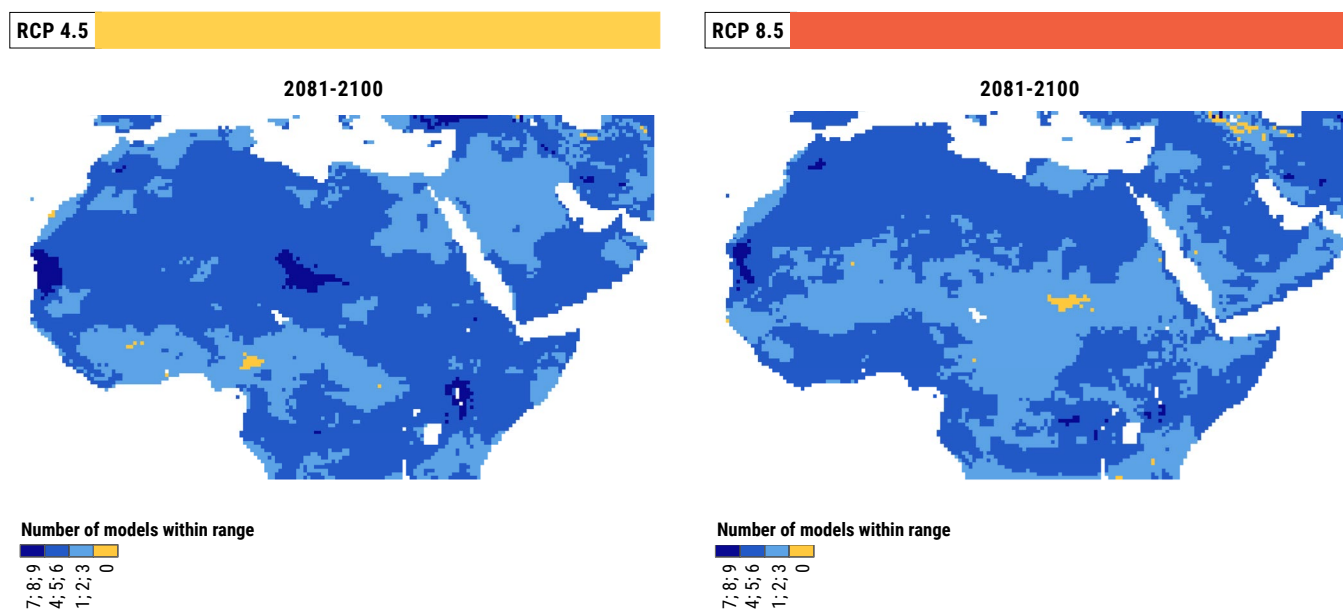 RCP 4.5
2081-2100
Number of models within range
7; 8; 9
4; 5; 6
1; 2; 3
0
RCP 8.5
2081-2100
Number of models within range
7; 8; 9
4; 5; 6
1; 2; 3
0